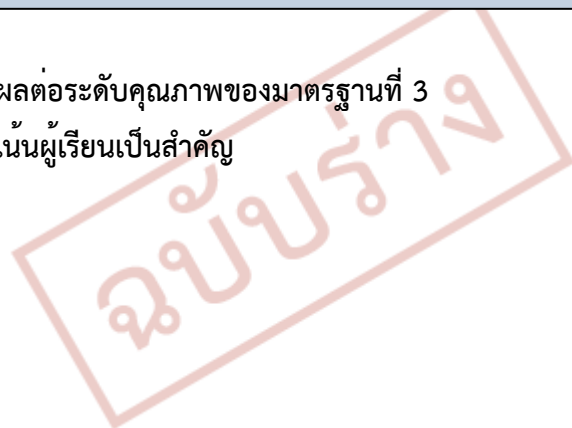 ผลต่อระดับคุณภาพของมาตรฐานที่ 3
เน้นผู้เรียนเป็นสำคัญ
ฉบับร่าง